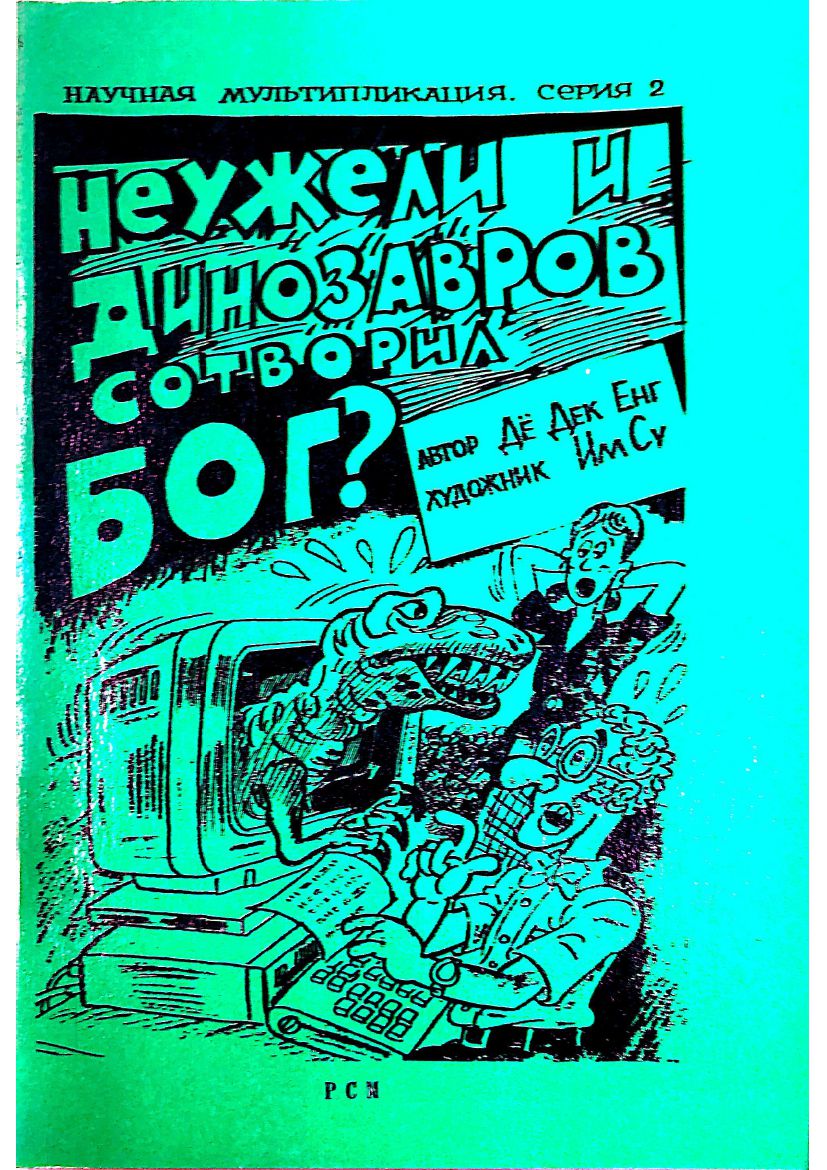 НАУЧНАЯ МУЛЬТИПЛИКАЦИЯ. СЕРИЯ 2
НЕУЖЕЛИ И
ДИНОЗАВРОВ
СОТВОРИЛ
БОГ?
АВТОР ДЁ ДЕК ЕНГ
ХУДОЖНИК ИМ СУ
РСМ